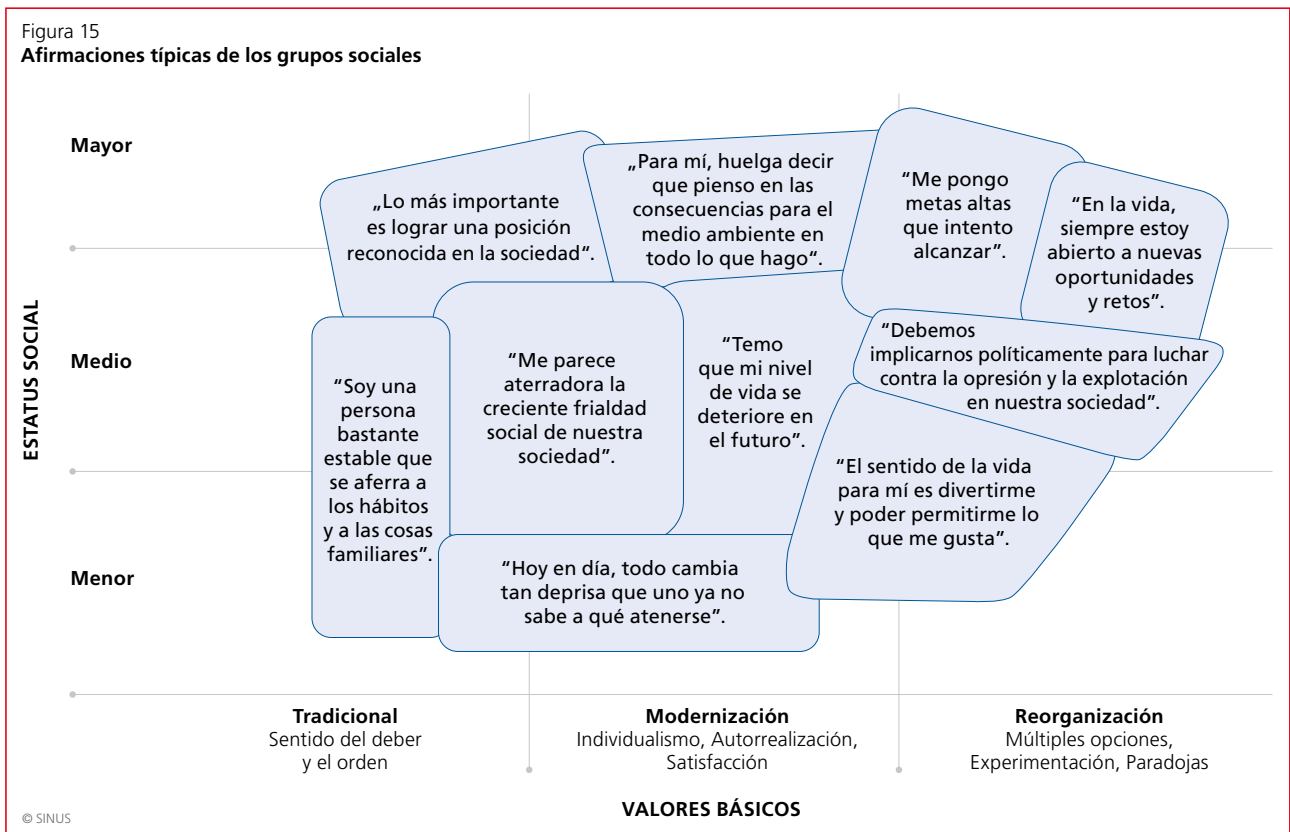 Figura 15
Afirmaciones típicas de los grupos sociales
ESTATUS SOCIAL
Mayor
Medio
Menor
„Lo más importante
es lograr una posición
reconocida en la sociedad“.
„Para mí, huelga decir
que pienso en las
consecuencias para el
medio ambiente en
todo lo que hago“.
“Me pongo
metas altas
que intento
alcanzar”.
“En la vida,
siempre estoy
abierto a nuevas
oportunidades
y retos”.
“Soy una
persona
bastante
estable que
se aferra a
los hábitos
y a las cosas
familiares”.
“Me parece
aterradora la
creciente frialdad
social de nuestra
sociedad”.
“Temo
que mi nivel
de vida se
deteriore en
el futuro”.
“Debemos
implicarnos políticamente para luchar
contra la opresión y la explotación
en nuestra sociedad”.
“El sentido de la vida
para mí es divertirme
y poder permitirme lo
que me gusta”.
“Hoy en día, todo cambia
tan deprisa que uno ya no
sabe a qué atenerse”.
Tradicional
Sentido del deber
y el orden
Modernización
Individualismo, Autorrealización,
Satisfacción
Reorganización
Múltiples opciones,
Experimentación, Paradojas
VALORES BÁSICOS
© SINUS